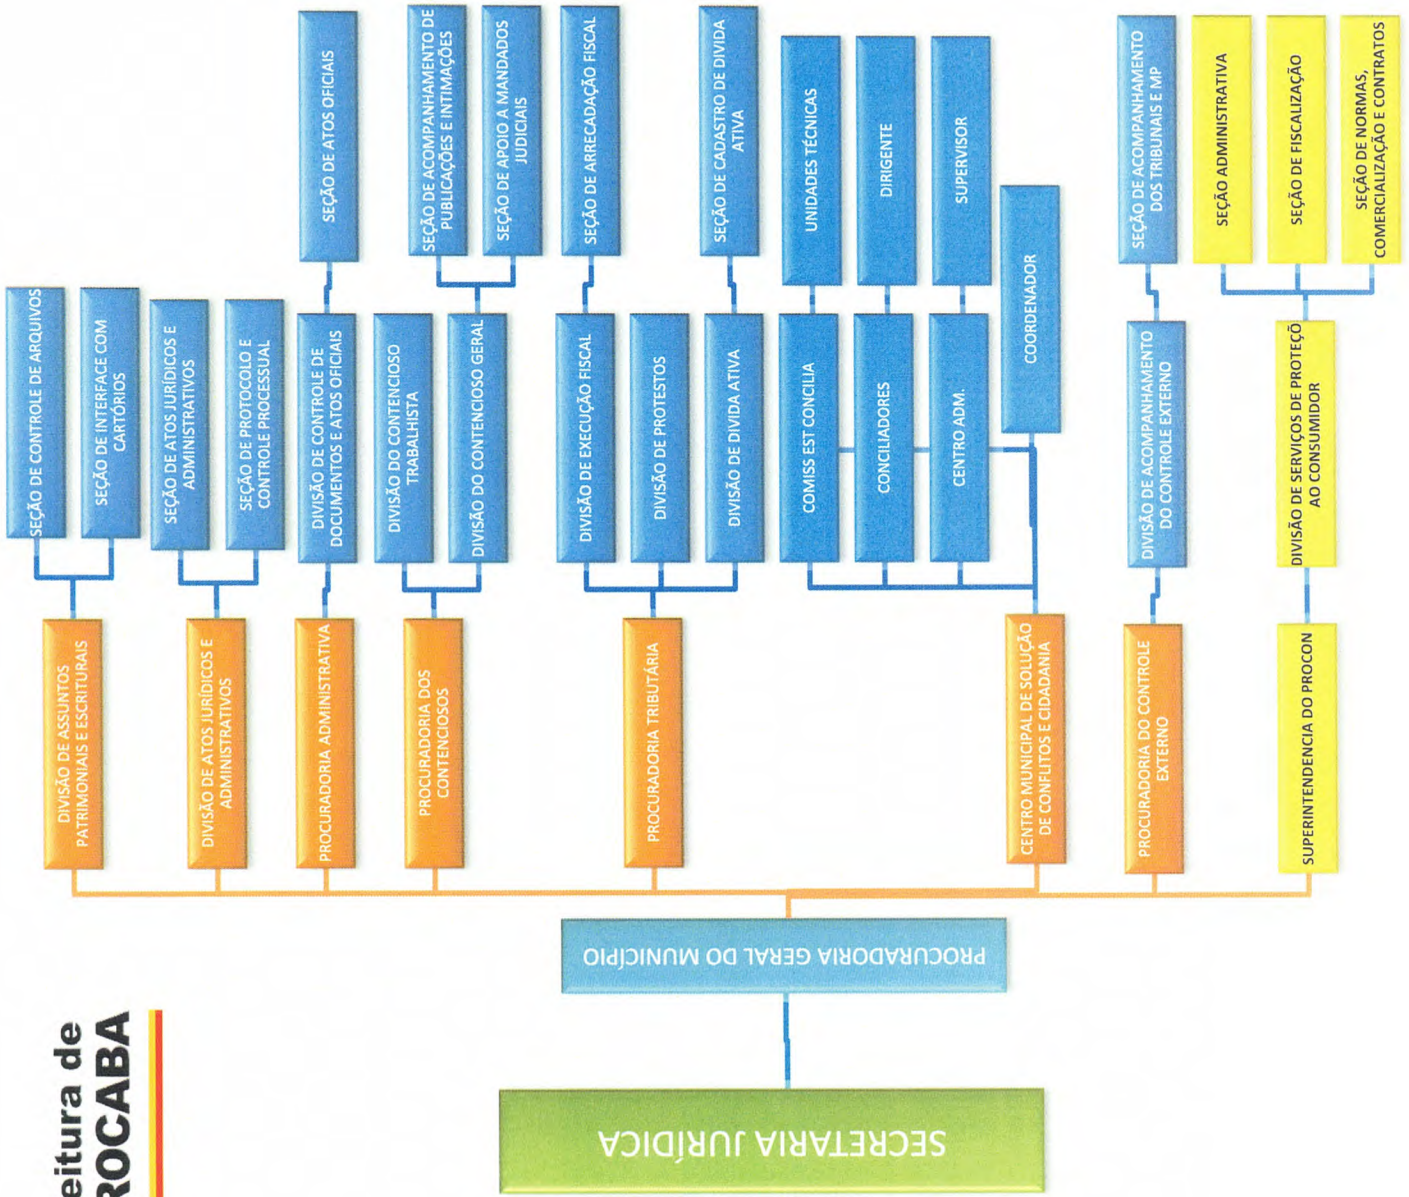 eitura de
ROCABA
SECRETARIA JURÍDICA
PROCURADORIA GERAL DO MUNICÍPIO
DIVISÃO DE ASSUNTOS
PATRIMONIAIS E ESCRITURAIS
SEÇÃO DE CONTROLE DE ARQUIVOS
SEÇÃO DE INTERFACE COM
CARTÓRIOS
DIVISÃO DE ATOS JURÍDICOS E
ADMINISTRATIVOS
SEÇÃO DE ATOS JURÍDICOS E
ADMINISTRATIVOS
SEÇÃO DE PROTOCOLO E
CONTROLE PROCESSUAL
PROCURADORIA ADMINISTRATIVA
DIVISÃO DE CONTROLE DE
DOCUMENTOS E ATOS OFICIAIS
SEÇÃO DE ATOS OFICIAIS
PROCURADORIA DOS
CONTENCIOSOS
DIVISÃO DO CONTENCIOSO
TRABALHISTA
DIVISÃO DO CONTENCIOSO GERAL
SEÇÃO DE ACOMPANHAMENTO DE
PUBLICAÇÕES E INTIMAÇÕES
SEÇÃO DE APOIO A MANDADOS
JUDICIAIS
PROCURADORIA TRIBUTÁRIA
DIVISÃO DE EXECUÇÃO FISCAL
SEÇÃO DE ARRECADAÇÃO FISCAL
DIVISÃO DE PROTESTOS
DIVISÃO DE DIVIDA ATIVA
SEÇÃO DE CADASTRO DE DIVIDA
ATIVA
CENTRO MUNICIPAL DE SOLUÇÃO
DE CONFLITOS E CIDADANIA
COMISS EST CONCILIA
UNIDADES TÉCNICAS
CONCILIADORES
DIRIGENTE
CENTRO ADM.
SUPERVISOR
COORDENADOR
PROCURADORIA DO CONTROLE
EXTERNO
DIVISÃO DE ACOMPANHAMENTO
DO CONTROLE EXTERNO
SEÇÃO DE ACOMPANHAMENTO
DOS TRIBUNAIS E MP
SUPERINTENDENCIA DO PROCON
DIVISÃO DE SERVIÇOS DE PROTEÇÕ
AO CONSUMIDOR
SEÇÃO ADMINISTRATIVA
SEÇÃO DE FISCALIZAÇÃO
SEÇÃO DE NORMAS,
COMERCIALIZAÇÃO E CONTRATOS